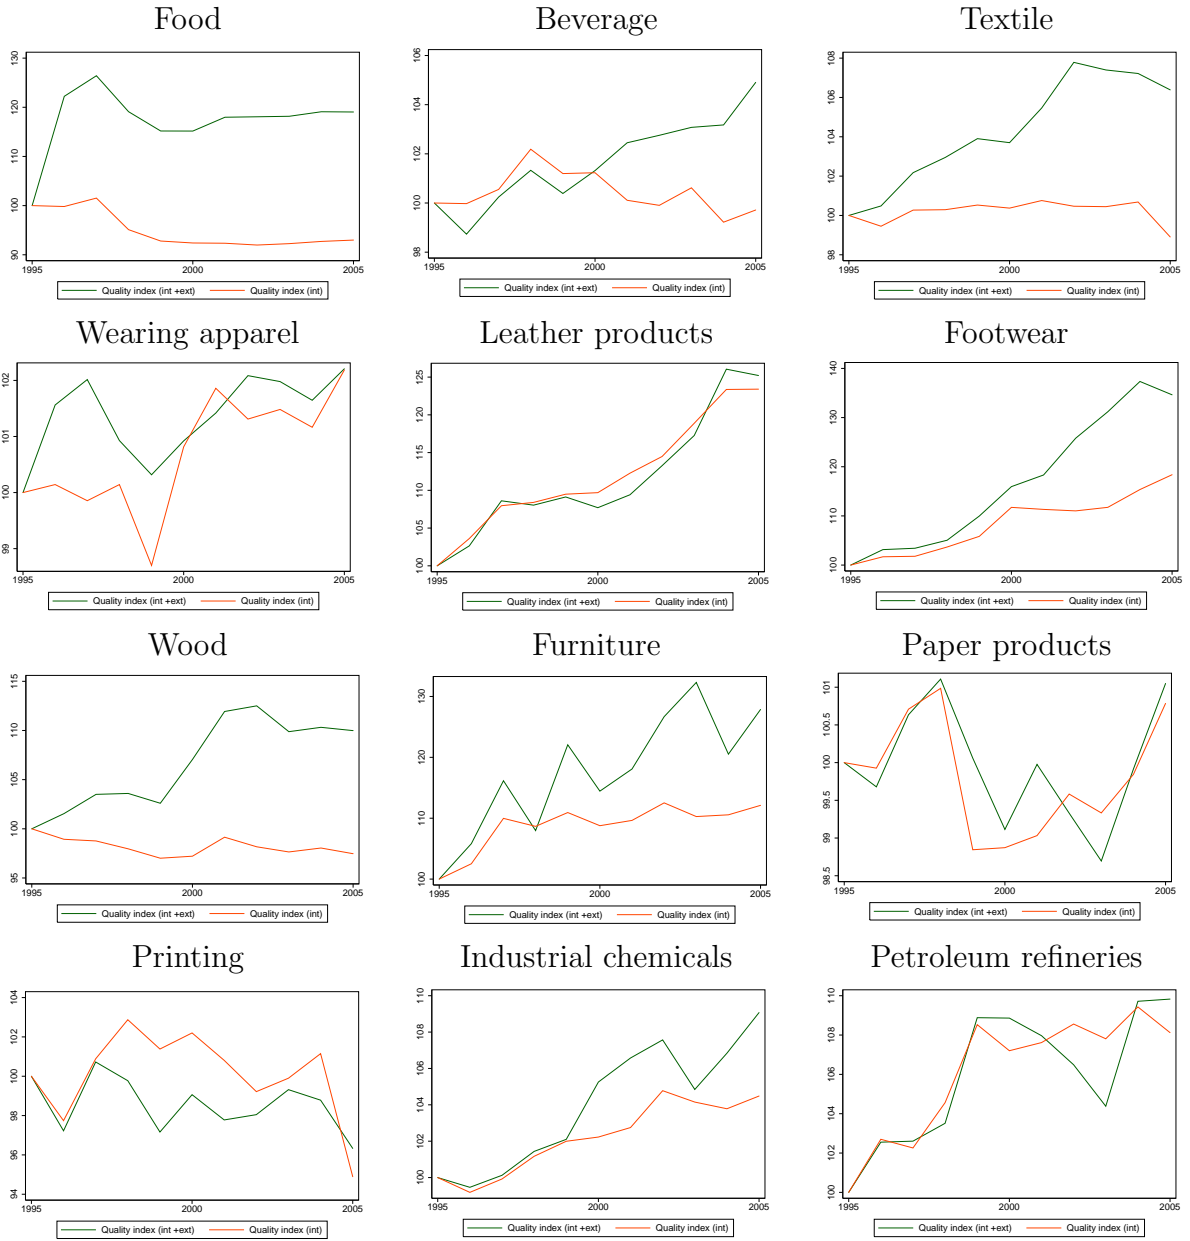 Food
Beverage
Textile
130
120
110
100
90
1995
2000
2005
Quality index (int +ext)
Quality index (int)
106
104
102
100
98
1995
2000
2005
Quality index (int +ext)
Quality index (int)
108
106
104
102
100
98
1995
2000
2005
Quality index (int +ext)
Quality index (int)
Wearing apparel
Leather products
Footwear
102
101
100
99
1995
2000
2005
Quality index (int +ext)
Quality index (int)
125
120
115
110
105
100
1995
2000
2005
Quality index (int +ext)
Quality index (int)
140
130
120
110
100
1995
2000
2005
Quality index (int +ext)
Quality index (int)
Wood
Furniture
Paper products
115
110
105
100
95
1995
2000
2005
Quality index (int +ext)
Quality index (int)
130
120
110
100
1995
2000
2005
Quality index (int +ext)
Quality index (int)
101
100.5
100
99.5
99
98.5
1995
2000
2005
Quality index (int +ext)
Quality index (int)
Printing
Industrial chemicals
Petroleum refineries
104
102
100
98
96
94
1995
2000
2005
Quality index (int +ext)
Quality index (int)
110
108
106
104
102
100
1995
2000
2005
Quality index (int +ext)
Quality index (int)
110
108
106
104
102
100
1995
2000
2005
Quality index (int +ext)
Quality index (int)